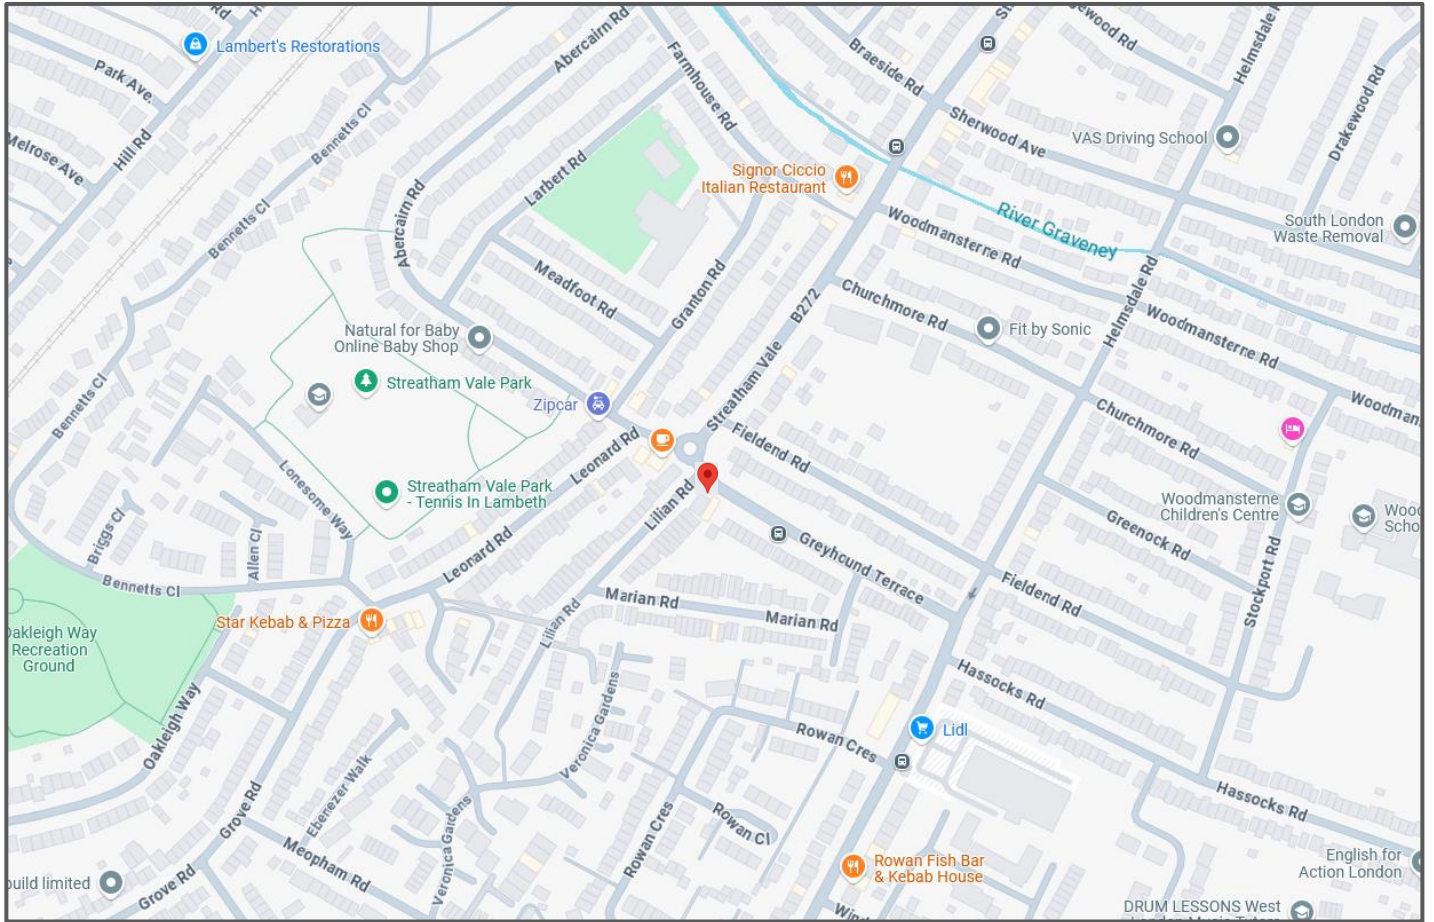 Lambert's Restorations
Park Ave.
Melrose Ave
Hill Rd
Bennetts Cl
Bennetts Cl
Abercairn Rd
Abercairn Rd
Farmhouse Rd
Larbert Rd
Braeside Rd
Sherwood Ave
Helmsdale
Drakewood Rd
VAS Driving School
Signor Ciccio
Italian Restaurant
River Graveney
South London
Waste Removal
Woodmansterne Rd
Meadfoot Rd
Granton Rd
B272
Churchmore Rd
Helmsdale Rd
Natural for Baby
Online Baby Shop
Fit by Sonic
Woodmansterne Rd
Streatham Vale Park
Streatham Vale
Zipcar
Bennetts Cl
Leonard Rd
Fieldend Rd
Churchmore Rd
Woodman
Lonesome Way
Streatham Vale Park
- Tennis In Lambeth
Lilian Rd
Woodmansterne
Children's Centre
Wood
Scho
Briggs Cl
Allen Cl
Greenock Rd
Greyhound Terrace
Leonard Rd
Bennetts Cl
Fieldend Rd
Stockport Rd
Marian Rd
Marian Rd
Lilian Rd
Star Kebab & Pizza
Oakleigh Way
Recreation
Ground
Hassocks Rd
Oakleigh Way
Veronica Gardens
Rowan Cres
Lidl
Ebenezer Walk
Grove Rd
Hassocks Rd
Rowan Cres
Rowan Cl
Veronica Gardens
Meopham Rd
Rowan Fish Bar
& Kebab House
English for
Action London
build limited
Grove Rd
DRUM LESSONS West
London Music Tutors